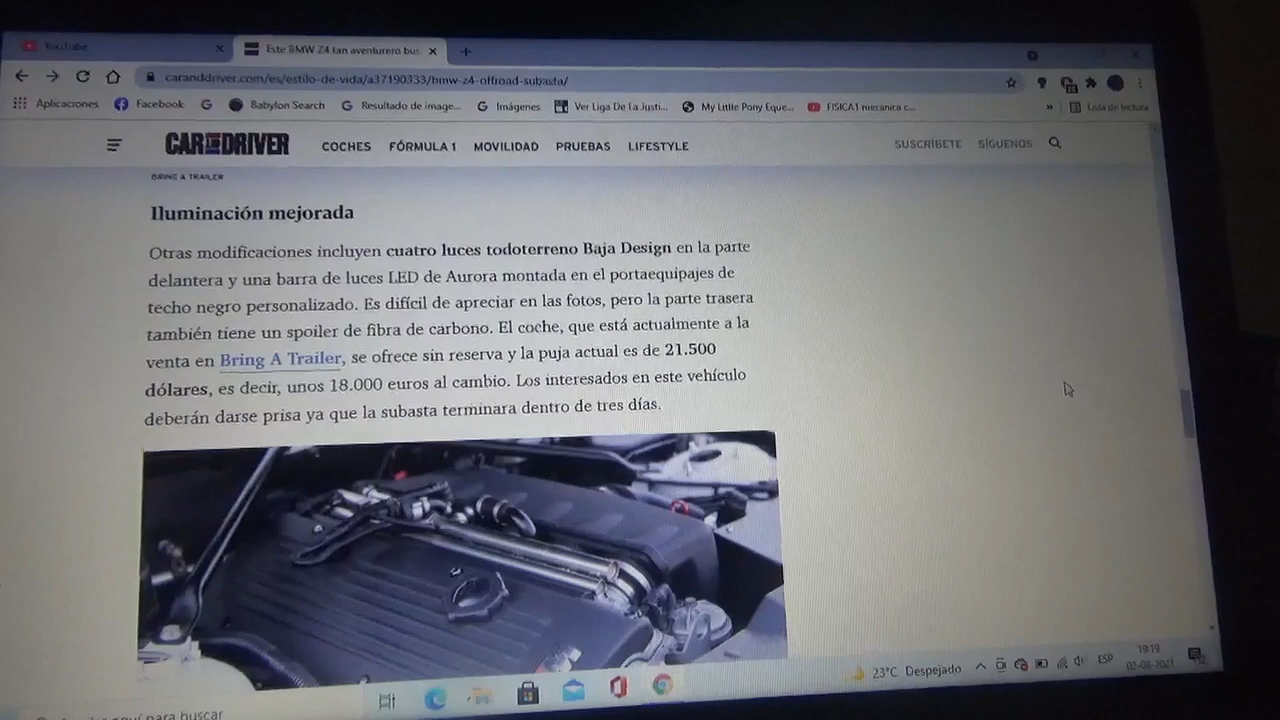 YouTube
Este BMW Z4 tan aventurero bus
caranddriver.com/es/estilo-de-vida/a37190333/bmw-z4-offroad-subasta/
Aplicaciones Facebook Babylon Search Resultado de image... Imágenes Ver Liga De La Justi... My Little Pony Eque... FISICA1 mecanica c... » Lista de lectura
CAR AND DRIVER COCHES FÓRMULA 1 MOVILIDAD PRUEBAS LIFESTYLE SUSCRÍBETE SÍGUENOS
BRING A TRAILER
Iluminación mejorada
Otras modificaciones incluyen cuatro luces todoterreno Baja Design en la parte
delantera y una barra de luces LED de Aurora montada en el portaequipajes de
techo negro personalizado. Es difícil de apreciar en las fotos, pero la parte trasera
también tiene un spoiler de fibra de carbono. El coche, que está actualmente a la
venta en Bring A Trailer, se ofrece sin reserva y la puja actual es de 21.500
dólares, es decir, unos 18.000 euros al cambio. Los interesados en este vehículo
deberán darse prisa ya que la subasta terminara dentro de tres días.
23°C Despejado ESP 19:19
02-08-2021
aquí para buscar